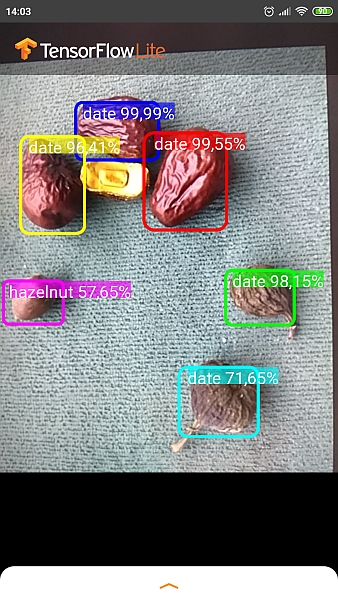 14:03
90
TensorFlow Lite
date 99,99%
date 96,41%
date 99,55%
hazelnut 57.65%
date 98,15%
date 71,65%